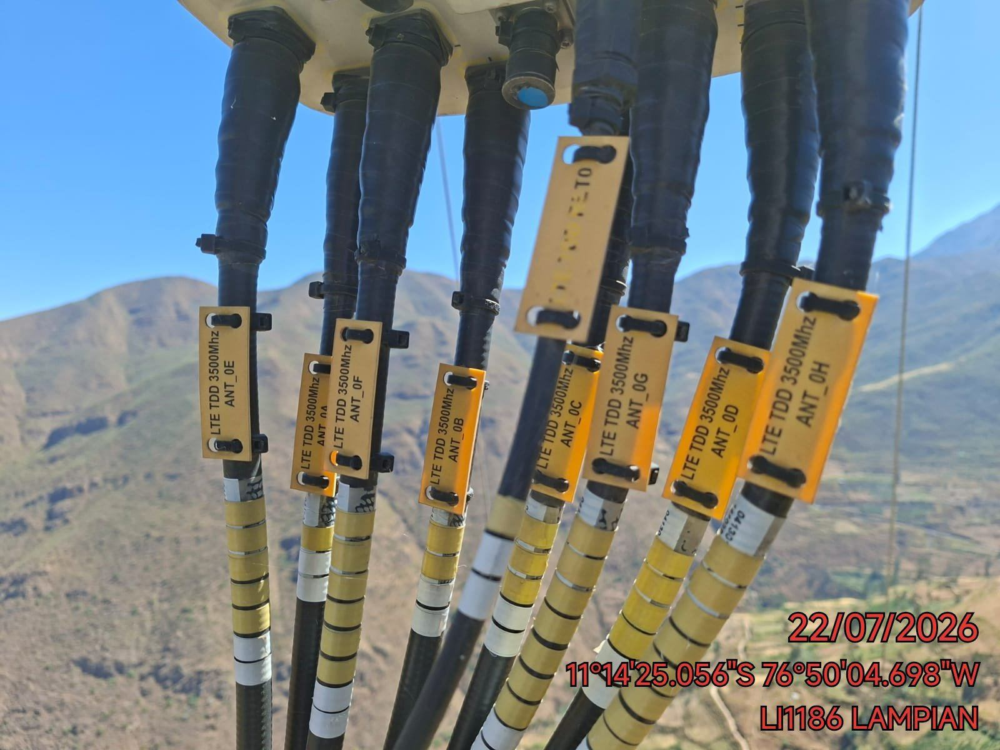 LTE TDD 3500Mhz
ANT_0E
LTE TDD 3500Mhz
ANT_0A
LTE TDD 3500Mhz
ANT_0F
LTE TDD 3500Mhz
ANT_0B
LTE TDD 3500Mhz
ANT_0C
LTE TDD 3500Mhz
ANT_0G
LTE TDD 3500Mhz
ANT_0D
LTE TDD 3500Mhz
ANT_0H
04130
22/07/2026
11°14'25.056"S 76°50'04.698"W
LI1186 LAMPIAN